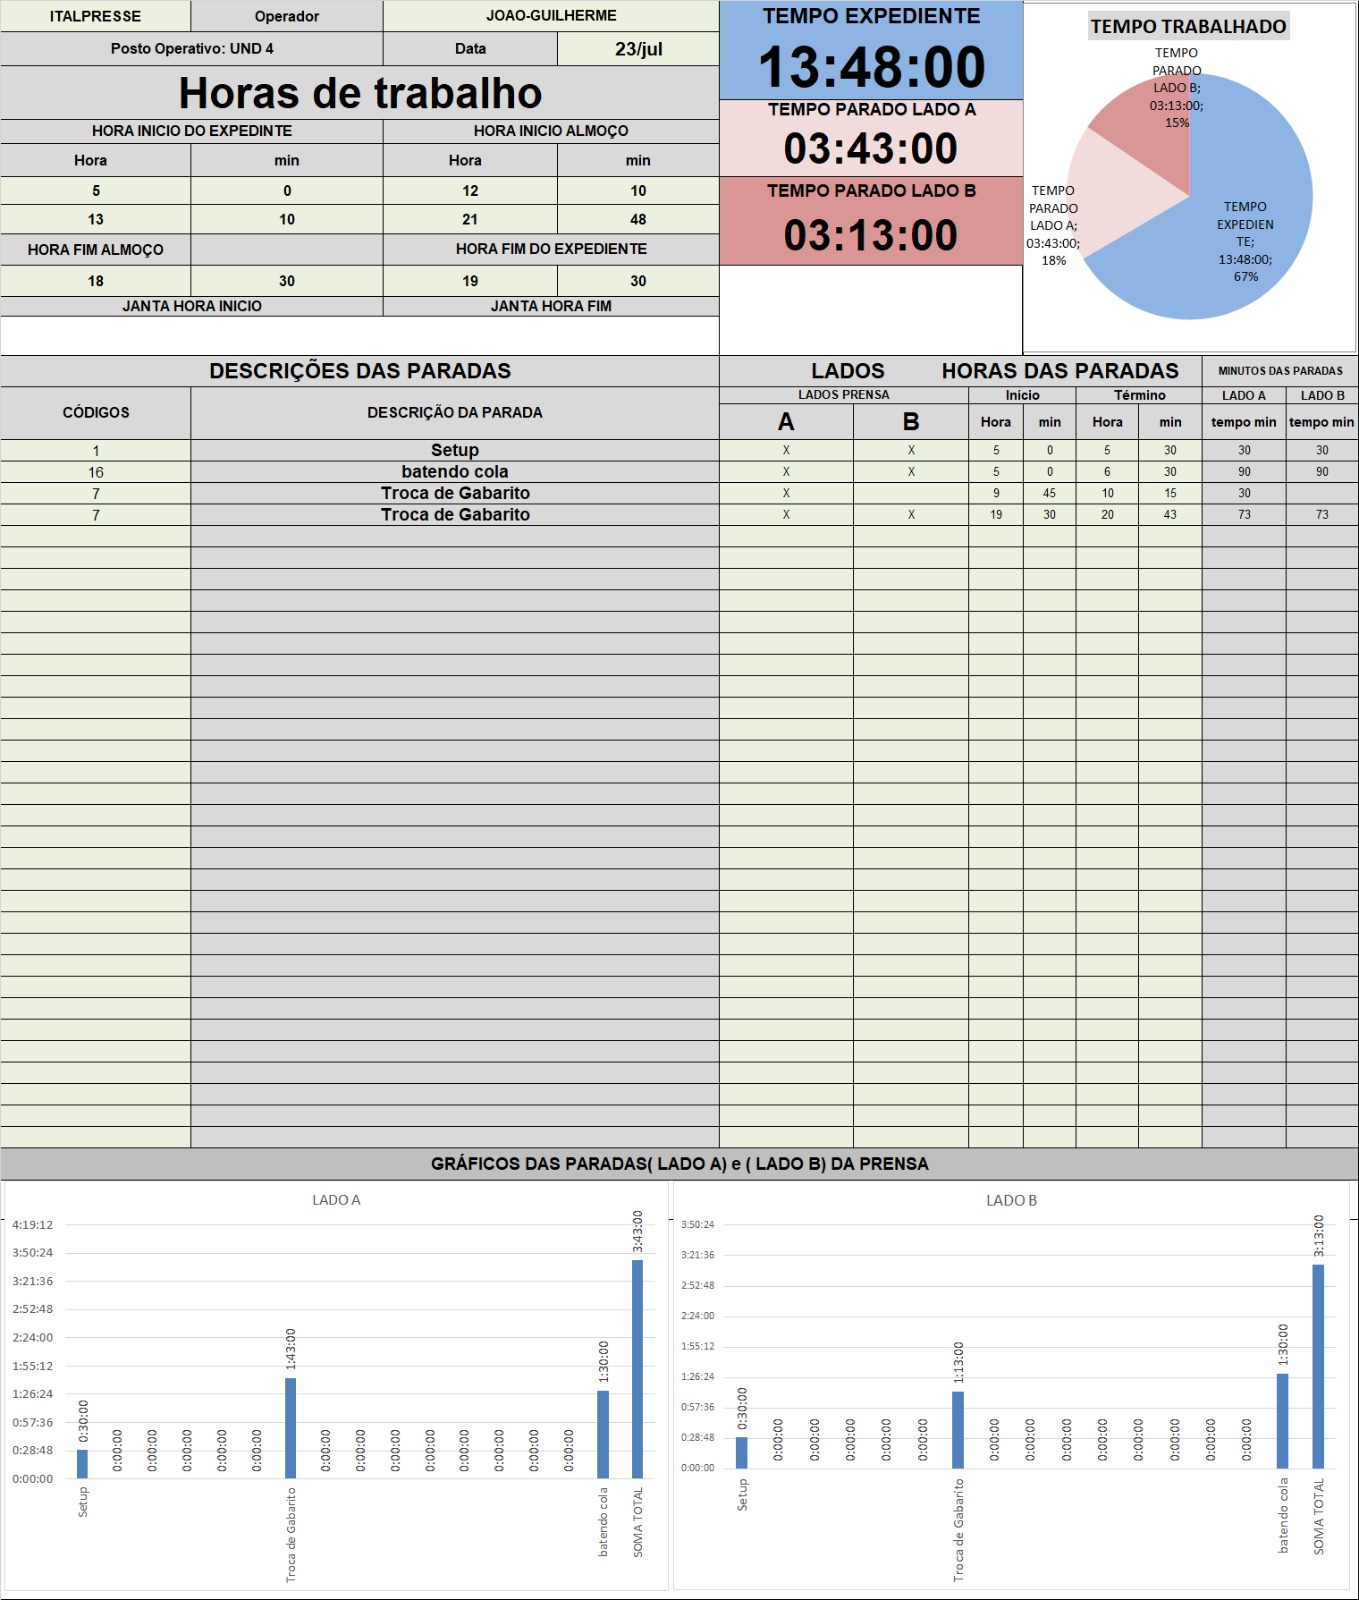 ITALPRESSE Operador JOAO-GUILHERME
Posto Operativo: UND 4 Data 23/jul
Horas de trabalho
HORA INICIO DO EXPEDINTE HORA INICIO ALMOÇO
Hora min Hora min
5 0 12 10
13 10 21 48
HORA FIM ALMOÇO HORA FIM DO EXPEDIENTE
18 30 19 30
JANTA HORA INICIO JANTA HORA FIM
TEMPO EXPEDIENTE
13:48:00
TEMPO PARADO LADO A
03:43:00
TEMPO PARADO LADO B
03:13:00
TEMPO TRABALHADO
TEMPO
PARADO
LADO B;
03:13:00;
15%
TEMPO
PARADO
LADO A;
03:43:00;
18%
TEMPO
EXPEDIEN
TE;
13:48:00;
67%
DESCRIÇÕES DAS PARADAS LADOS HORAS DAS PARADAS MINUTOS DAS PARADAS
CÓDIGOS DESCRIÇÃO DA PARADA LADOS PRENSA Início Término LADO A LADO B
A B Hora min Hora min tempo min tempo min
1 Setup X X 5 0 5 30 30 30
16 batendo cola X X 5 0 6 30 90 90
7 Troca de Gabarito X 9 45 10 15 30
7 Troca de Gabarito X X 19 30 20 43 73 73
GRÁFICOS DAS PARADAS( LADO A) e ( LADO B) DA PRENSA
LADO A
4:19:12
3:50:24
3:21:36
2:52:48
2:24:00
1:55:12
1:26:24
0:57:36
0:28:48
0:00:00
0:30:00 0:00:00 0:00:00 0:00:00 0:00:00 0:00:00 1:43:00 0:00:00 0:00:00 0:00:00 0:00:00 0:00:00 0:00:00 0:00:00 0:00:00 1:30:00 3:43:00
Setup Troca de Gabarito batendo cola SOMA TOTAL
LADO B
3:50:24
3:21:36
2:52:48
2:24:00
1:55:12
1:26:24
0:57:36
0:28:48
0:00:00
0:30:00 0:00:00 0:00:00 0:00:00 0:00:00 0:00:00 1:13:00 0:00:00 0:00:00 0:00:00 0:00:00 0:00:00 0:00:00 0:00:00 0:00:00 1:30:00 3:13:00
Setup Troca de Gabarito batendo cola SOMA TOTAL